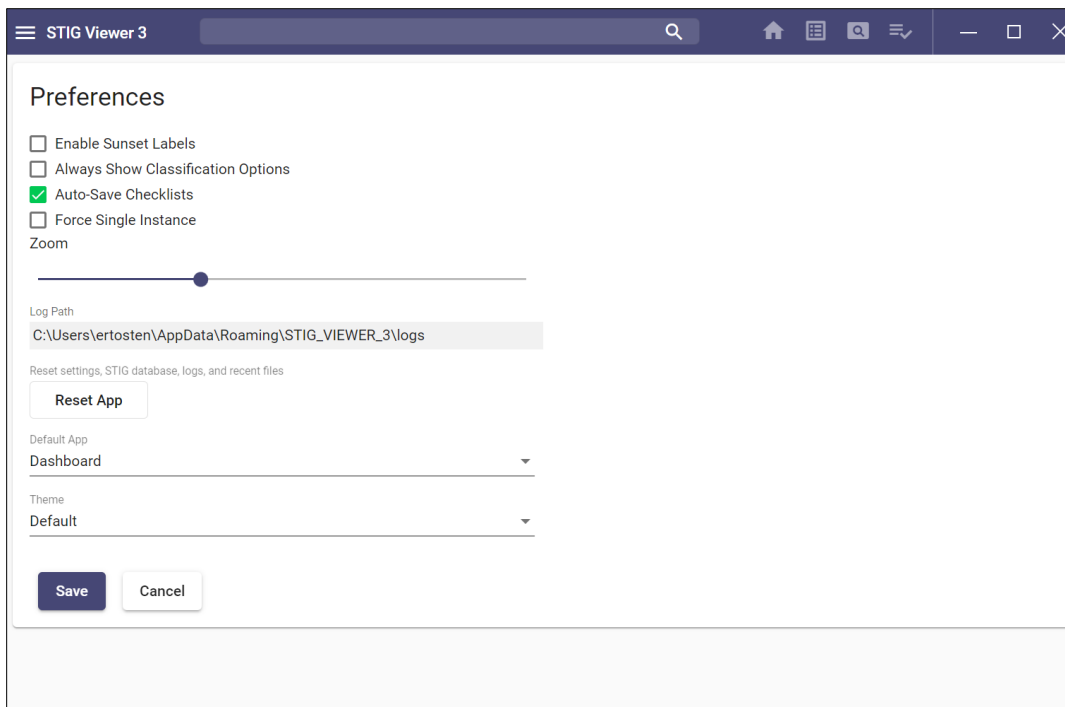 STIG Viewer 3
Preferences
Enable Sunset Labels
Always Show Classification Options
Auto-Save Checklists
Force Single Instance
Zoom
Log Path
C:\Users\ertosten\AppData\Roaming\STIG_VIEWER_3\logs
Reset settings, STIG database, logs, and recent files
Reset App
Default App
Dashboard
Theme
Default
Save Cancel